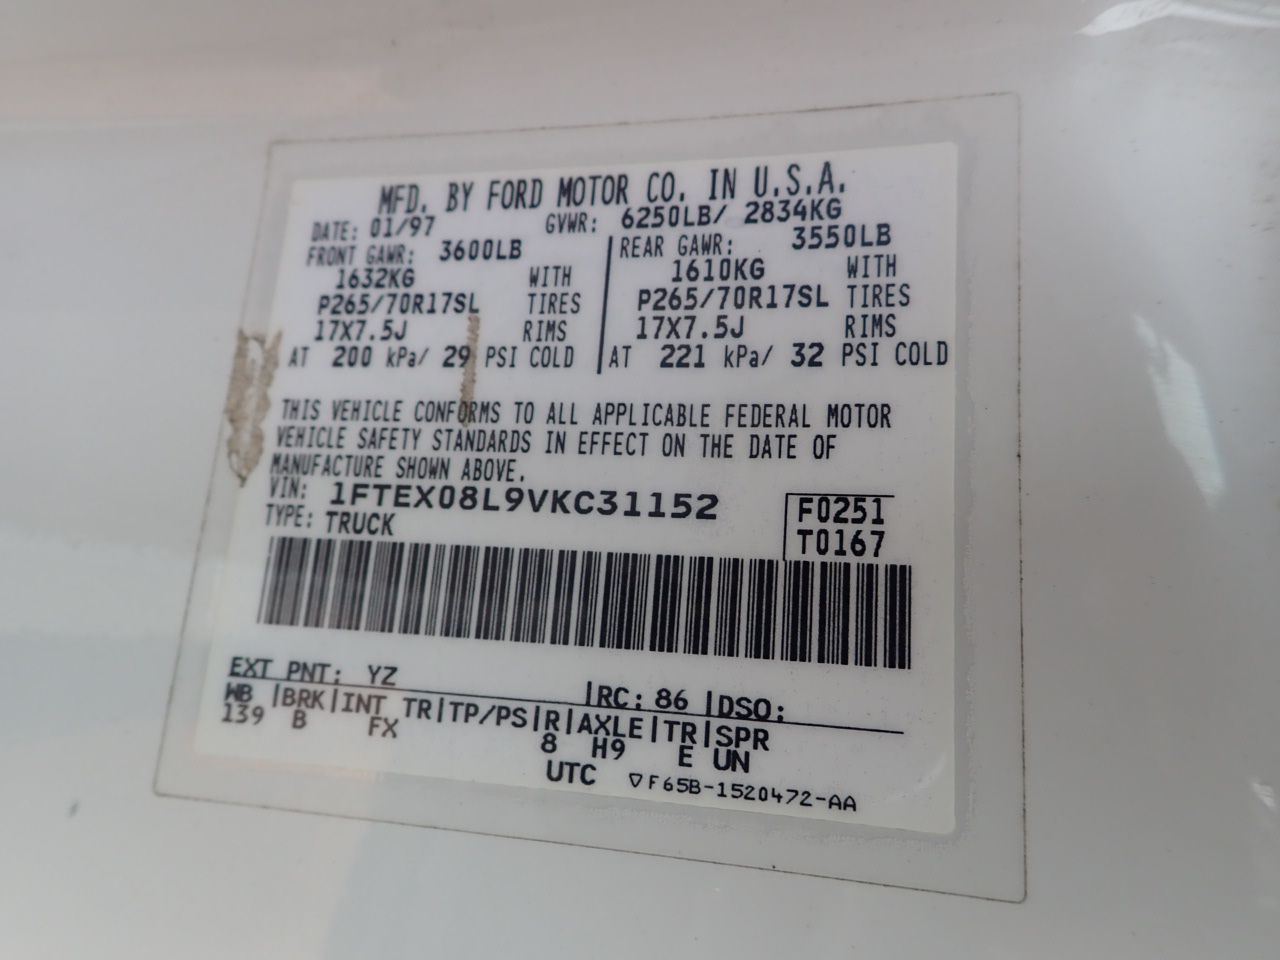 MFD. BY FORD MOTOR CO. IN U.S.A.
DATE: 01/97 GVWR: 6250LB/ 2834KG
FRONT GAWR: 3600LB REAR GAWR: 3550LB
1632KG WITH 1610KG WITH
P265/70R17SL TIRES P265/70R17SL TIRES
17X7.5J RIMS 17X7.5J RIMS
AT 200 kPa/ 29 PSI COLD AT 221 kPa/ 32 PSI COLD
THIS VEHICLE CONFORMS TO ALL APPLICABLE FEDERAL MOTOR
VEHICLE SAFETY STANDARDS IN EFFECT ON THE DATE OF
MANUFACTURE SHOWN ABOVE.
VIN: 1FTEX08L9VKC31152 F0251
TYPE: TRUCK T0167
EXT PNT: YZ RC: 86 DSO:
WB BRK INT TR TP/PS R AXLE TR SPR
139 B FX 8 H9 E UN
UTC ▽F65B-1520472-AA